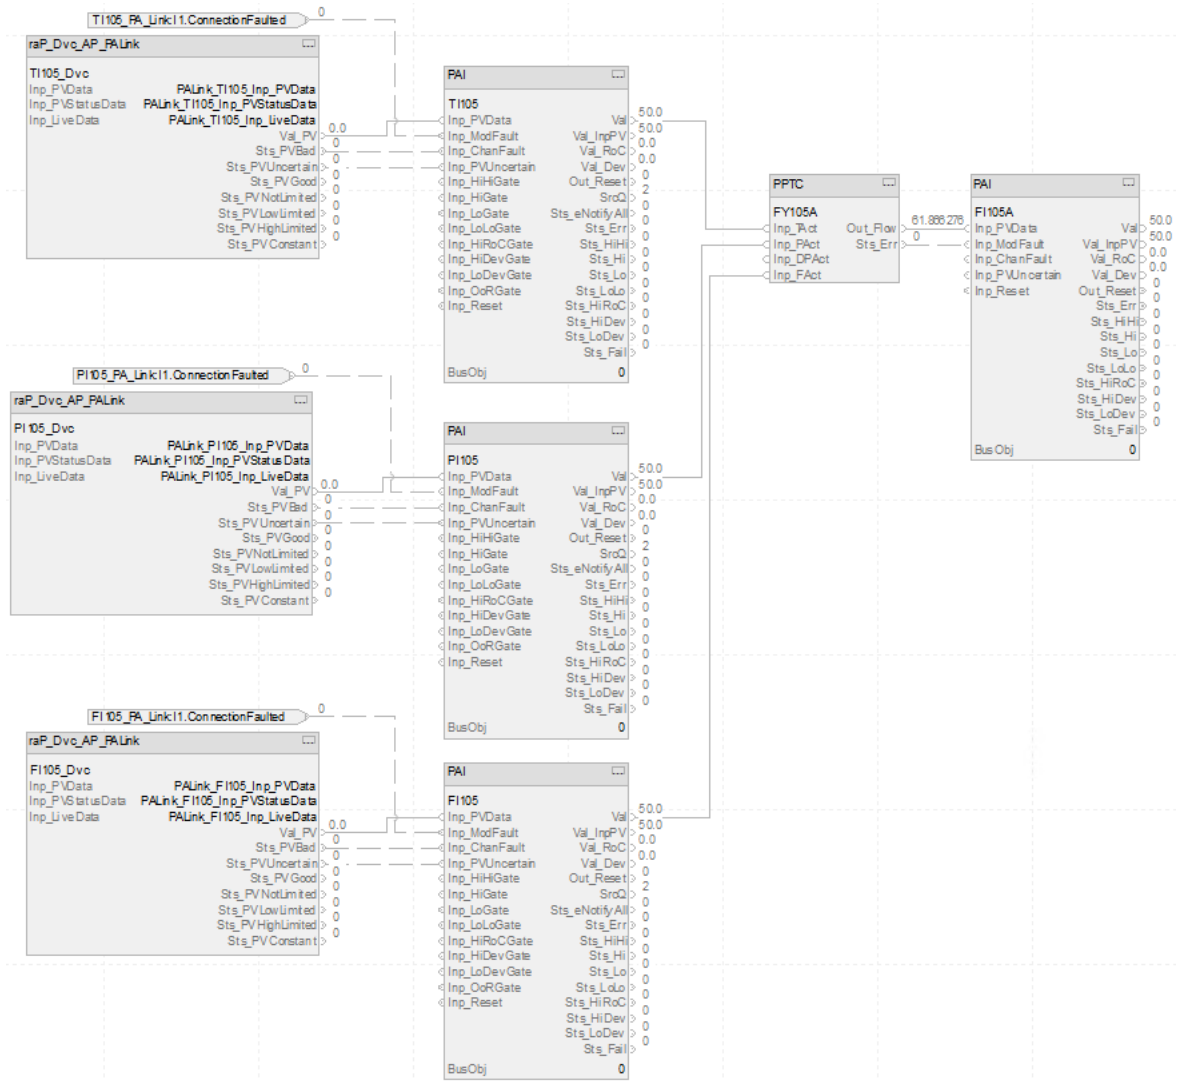 TI105_PA_Link:I1.ConnectionFaulted 0
raP_Dvc_AP_PALink
TI105_Dvc
Inp_PVData PALink_TI105_Inp_PVData
Inp_PVStatusData PALink_TI105_Inp_PVStatusData
Inp_LiveData PALink_TI105_Inp_LiveData
Val_PV 0.0
Sts_PVBad 0
Sts_PVUncertain 0
Sts_PVGood 0
Sts_PVNotLimited 0
Sts_PVLowLimited 0
Sts_PVHighLimited 0
Sts_PVConstant 0
PAI
TI105
Inp_PVData Val 50.0
Inp_ModFault Val_InpPV 50.0
Inp_ChanFault Val_RoC 0.0
Inp_PVUncertain Val_Dev 0.0
Inp_HiHiGate Out_Reset 0
Inp_HiGate SrcQ 2
Inp_LoGate Sts_eNotifyAll 0
Inp_LoLoGate Sts_Err 0
Inp_HiRoCGate Sts_HiHi 0
Inp_HiDevGate Sts_Hi 0
Inp_LoDevGate Sts_Lo 0
Inp_OoRGate Sts_LoLo 0
Inp_Reset Sts_HiRoC 0
Sts_HiDev 0
Sts_LoDev 0
Sts_Fail 0
BusObj 0
PI105_PA_Link:I1.ConnectionFaulted 0
raP_Dvc_AP_PALink
PI105_Dvc
Inp_PVData PALink_PI105_Inp_PVData
Inp_PVStatusData PALink_PI105_Inp_PVStatusData
Inp_LiveData PALink_PI105_Inp_LiveData
Val_PV 0.0
Sts_PVBad 0
Sts_PVUncertain 0
Sts_PVGood 0
Sts_PVNotLimited 0
Sts_PVLowLimited 0
Sts_PVHighLimited 0
Sts_PVConstant 0
PAI
PI105
Inp_PVData Val 50.0
Inp_ModFault Val_InpPV 50.0
Inp_ChanFault Val_RoC 0.0
Inp_PVUncertain Val_Dev 0.0
Inp_HiHiGate Out_Reset 0
Inp_HiGate SrcQ 2
Inp_LoGate Sts_eNotifyAll 0
Inp_LoLoGate Sts_Err 0
Inp_HiRoCGate Sts_HiHi 0
Inp_HiDevGate Sts_Hi 0
Inp_LoDevGate Sts_Lo 0
Inp_OoRGate Sts_LoLo 0
Inp_Reset Sts_HiRoC 0
Sts_HiDev 0
Sts_LoDev 0
Sts_Fail 0
BusObj 0
FI105_PA_Link:I1.ConnectionFaulted 0
raP_Dvc_AP_PALink
FI105_Dvc
Inp_PVData PALink_FI105_Inp_PVData
Inp_PVStatusData PALink_FI105_Inp_PVStatusData
Inp_LiveData PALink_FI105_Inp_LiveData
Val_PV 0.0
Sts_PVBad 0
Sts_PVUncertain 0
Sts_PVGood 0
Sts_PVNotLimited 0
Sts_PVLowLimited 0
Sts_PVHighLimited 0
Sts_PVConstant 0
PAI
FI105
Inp_PVData Val 50.0
Inp_ModFault Val_InpPV 50.0
Inp_ChanFault Val_RoC 0.0
Inp_PVUncertain Val_Dev 0.0
Inp_HiHiGate Out_Reset 0
Inp_HiGate SrcQ 2
Inp_LoGate Sts_eNotifyAll 0
Inp_LoLoGate Sts_Err 0
Inp_HiRoCGate Sts_HiHi 0
Inp_HiDevGate Sts_Hi 0
Inp_LoDevGate Sts_Lo 0
Inp_OoRGate Sts_LoLo 0
Inp_Reset Sts_HiRoC 0
Sts_HiDev 0
Sts_LoDev 0
Sts_Fail 0
BusObj 0
PPTC
FY105A
Inp_TAct Out_Flow 61.866276
Inp_PAct Sts_Err 0
Inp_DPAct
Inp_FAct
PAI
FI105A
Inp_PVData Val 50.0
Inp_ModFault Val_InpPV 50.0
Inp_ChanFault Val_RoC 0.0
Inp_PVUncertain Val_Dev 0.0
Inp_Reset Out_Reset 0
Sts_Err 0
Sts_HiHi 0
Sts_Hi 0
Sts_Lo 0
Sts_LoLo 0
Sts_HiRoC 0
Sts_HiDev 0
Sts_LoDev 0
Sts_Fail 0
BusObj 0